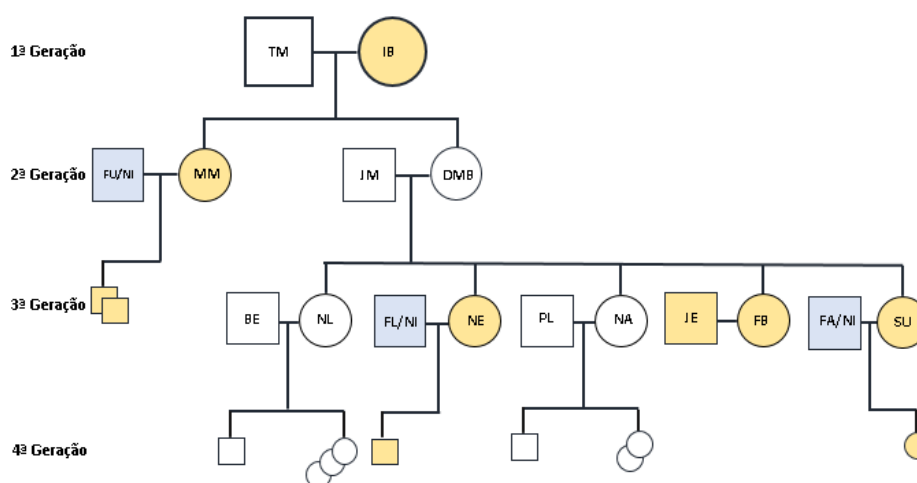 1ª Geração
TM
IB
2ª Geração
FU/NI
MM
JM
DMB
3ª Geração
BE
NL
FL/NI
NE
PL
NA
JE
FB
FA/NI
SU
4ª Geração